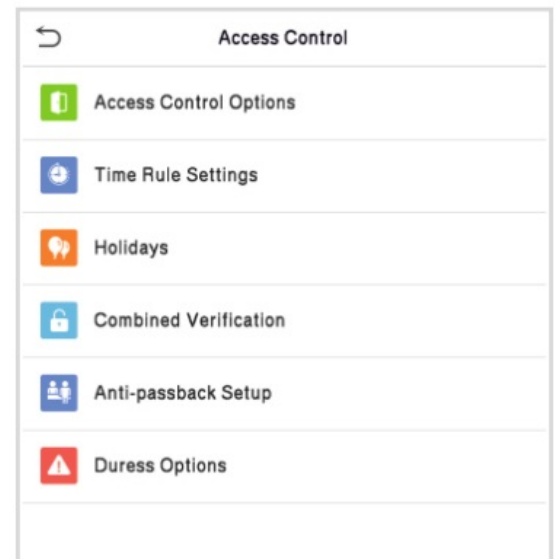 Access Control
Access Control Options
Time Rule Settings
Holidays
Combined Verification
Anti-passback Setup
Duress Options